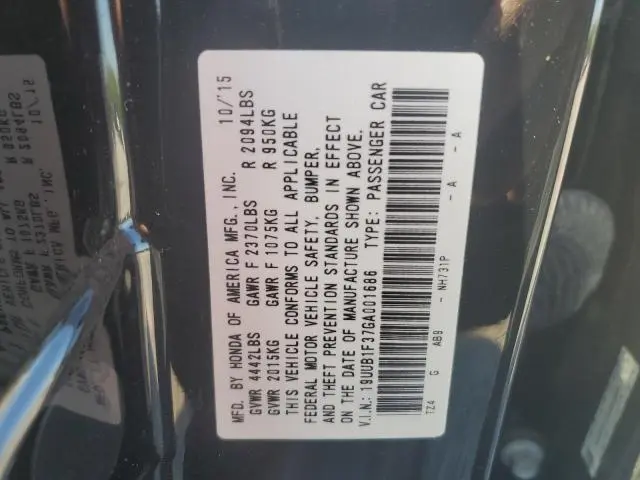 MFD. BY HONDA OF AMERICA MFG., INC. 10/'15
GVWR 4442LBS GAWR F 2370LBS R 2094LBS
GVWR 2015KG GAWR F 1075KG R 950KG
THIS VEHICLE CONFORMS TO ALL APPLICABLE
FEDERAL MOTOR VEHICLE SAFETY, BUMPER,
AND THEFT PREVENTION STANDARDS IN EFFECT
ON THE DATE OF MANUFACTURE SHOWN ABOVE.
V.I.N.: 19UUB1F37GA001686 TYPE: PASSENGER CAR
TZ4 G AB9 - NH731P - A - A